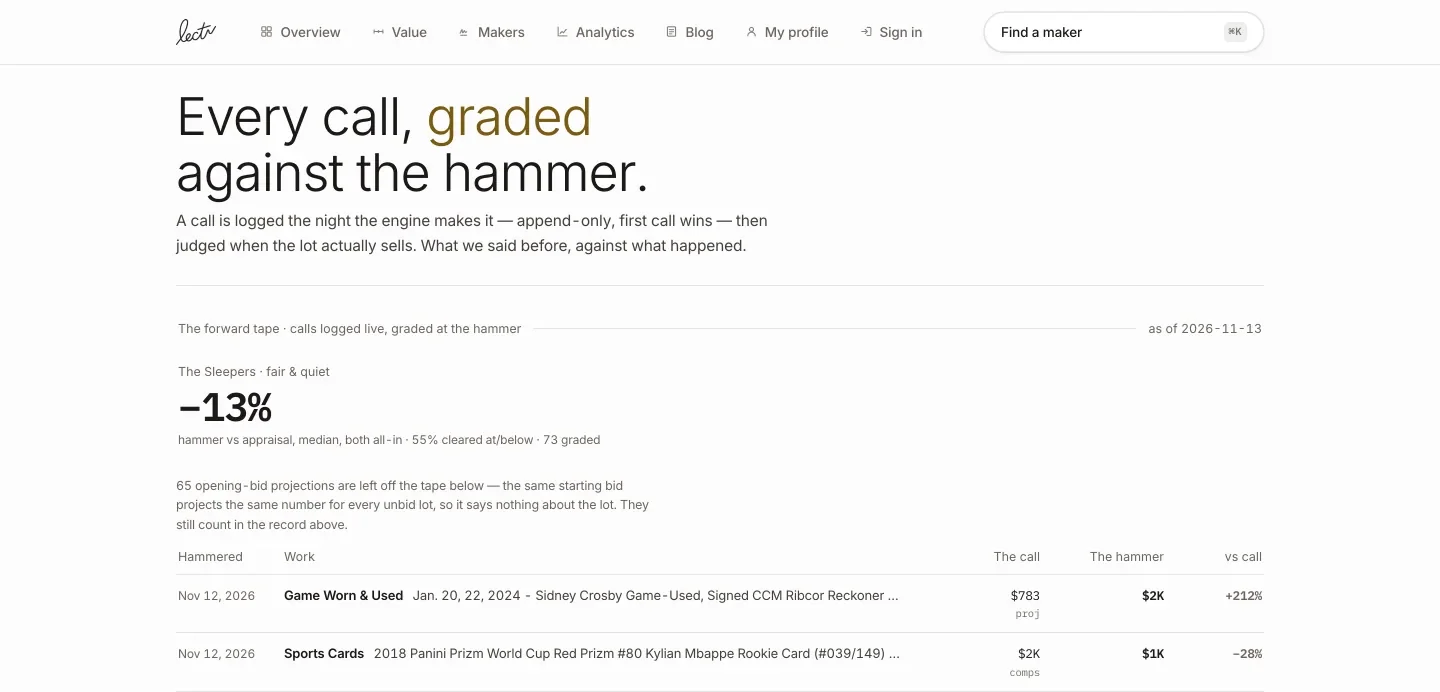 lectr
Overview Value Makers Analytics Blog My profile Sign in Find a maker ⌘K
Every call, graded
against the hammer.
A call is logged the night the engine makes it — append-only, first call wins — then
judged when the lot actually sells. What we said before, against what happened.
The forward tape · calls logged live, graded at the hammer as of 2026-11-13
The Sleepers · fair & quiet
−13%
hammer vs appraisal, median, both all-in · 55% cleared at/below · 73 graded
65 opening-bid projections are left off the tape below — the same starting bid
projects the same number for every unbid lot, so it says nothing about the lot. They
still count in the record above.
Hammered Work The call The hammer vs call
Nov 12, 2026 Game Worn & Used Jan. 20, 22, 2024 - Sidney Crosby Game-Used, Signed CCM Ribcor Reckoner ... $783 $2K +212%
proj
Nov 12, 2026 Sports Cards 2018 Panini Prizm World Cup Red Prizm #80 Kylian Mbappe Rookie Card (#039/149) ... $2K $1K −28%
comps